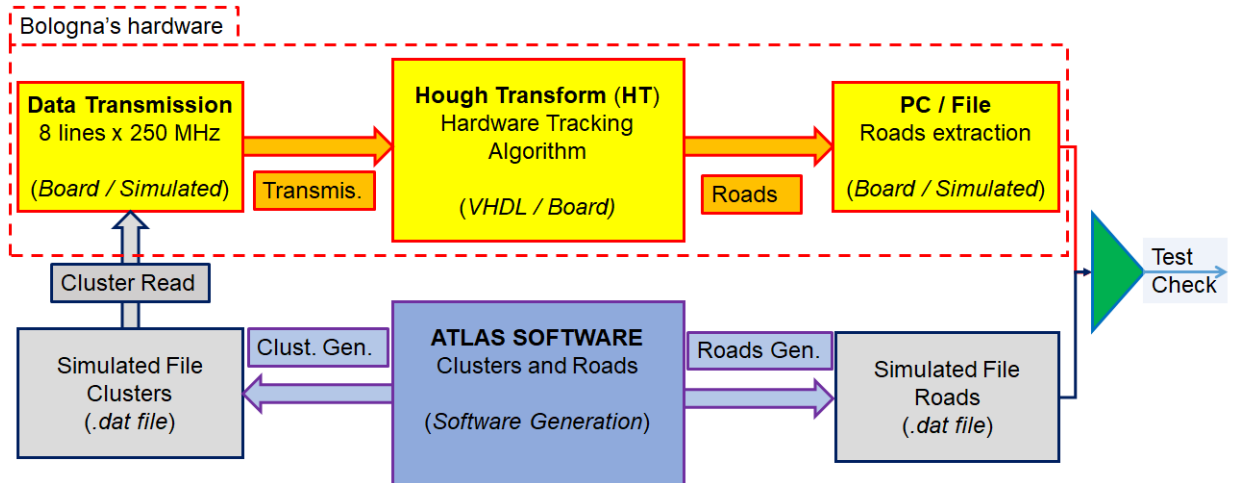 Bologna's hardware
Data Transmission
8 lines x 250 MHz
(Board / Simulated)
Transmis.
Hough Transform (HT)
Hardware Tracking
Algorithm
(VHDL / Board)
Roads
PC / File
Roads extraction
(Board / Simulated)
Test
Check
Cluster Read
Simulated File
Clusters
(.dat file)
Clust. Gen.
ATLAS SOFTWARE
Clusters and Roads
(Software Generation)
Roads Gen.
Simulated File
Roads
(.dat file)